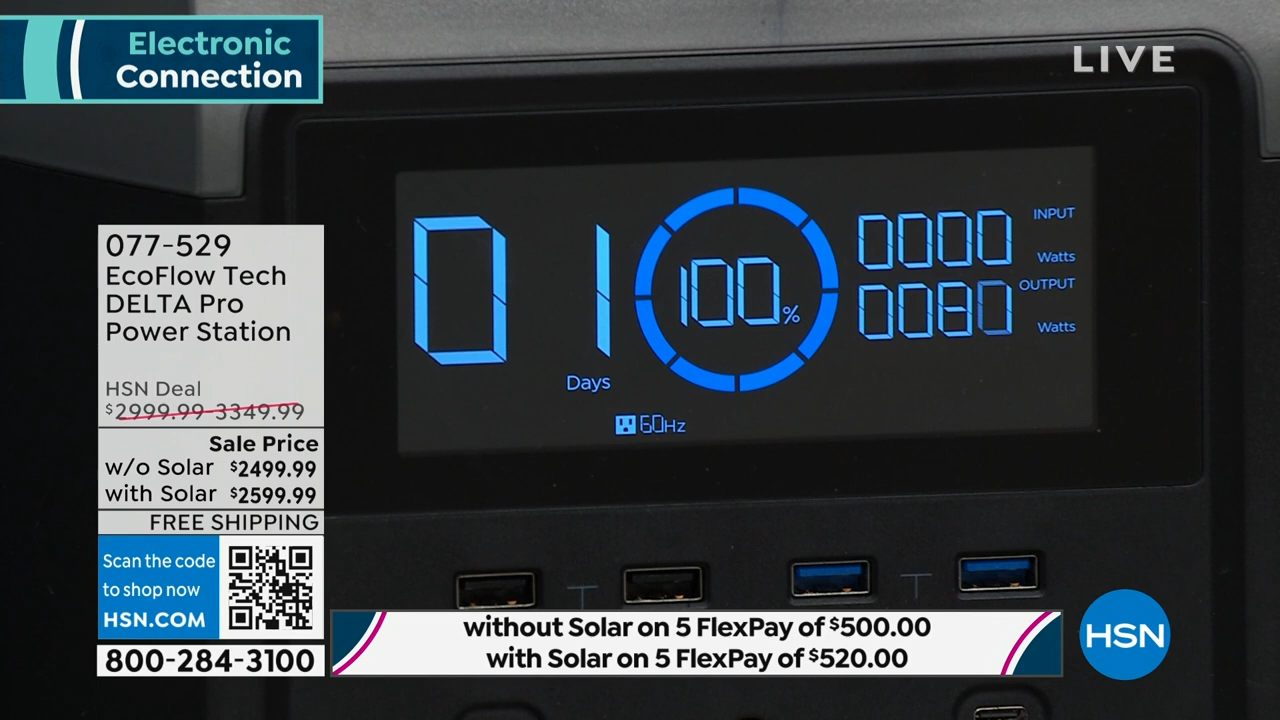 Electronic
Connection
LIVE
077-529
EcoFlow Tech
DELTA Pro
Power Station
HSN Deal
$2999.99-3349.99
Sale Price
w/o Solar $2499.99
with Solar $2599.99
FREE SHIPPING
Scan the code
to shop now
HSN.COM
800-284-3100
01
Days
100%
0000 INPUT
Watts
0080 OUTPUT
Watts
60Hz
without Solar on 5 FlexPay of $500.00
with Solar on 5 FlexPay of $520.00
HSN